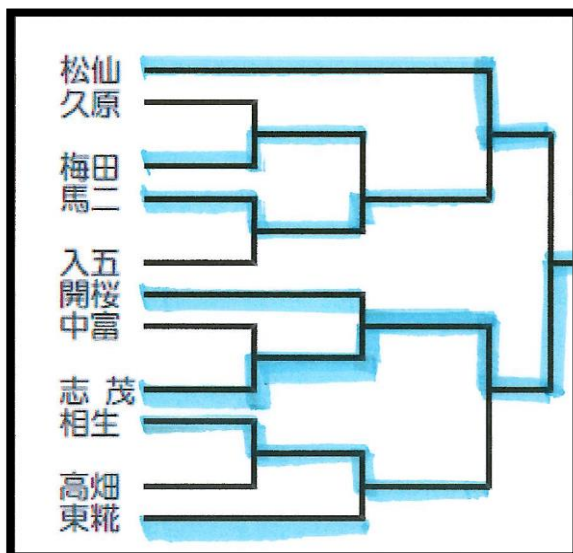 松仙
久原
梅田
馬二
入五
開桜
中富
志茂
相生
高畑
東糀